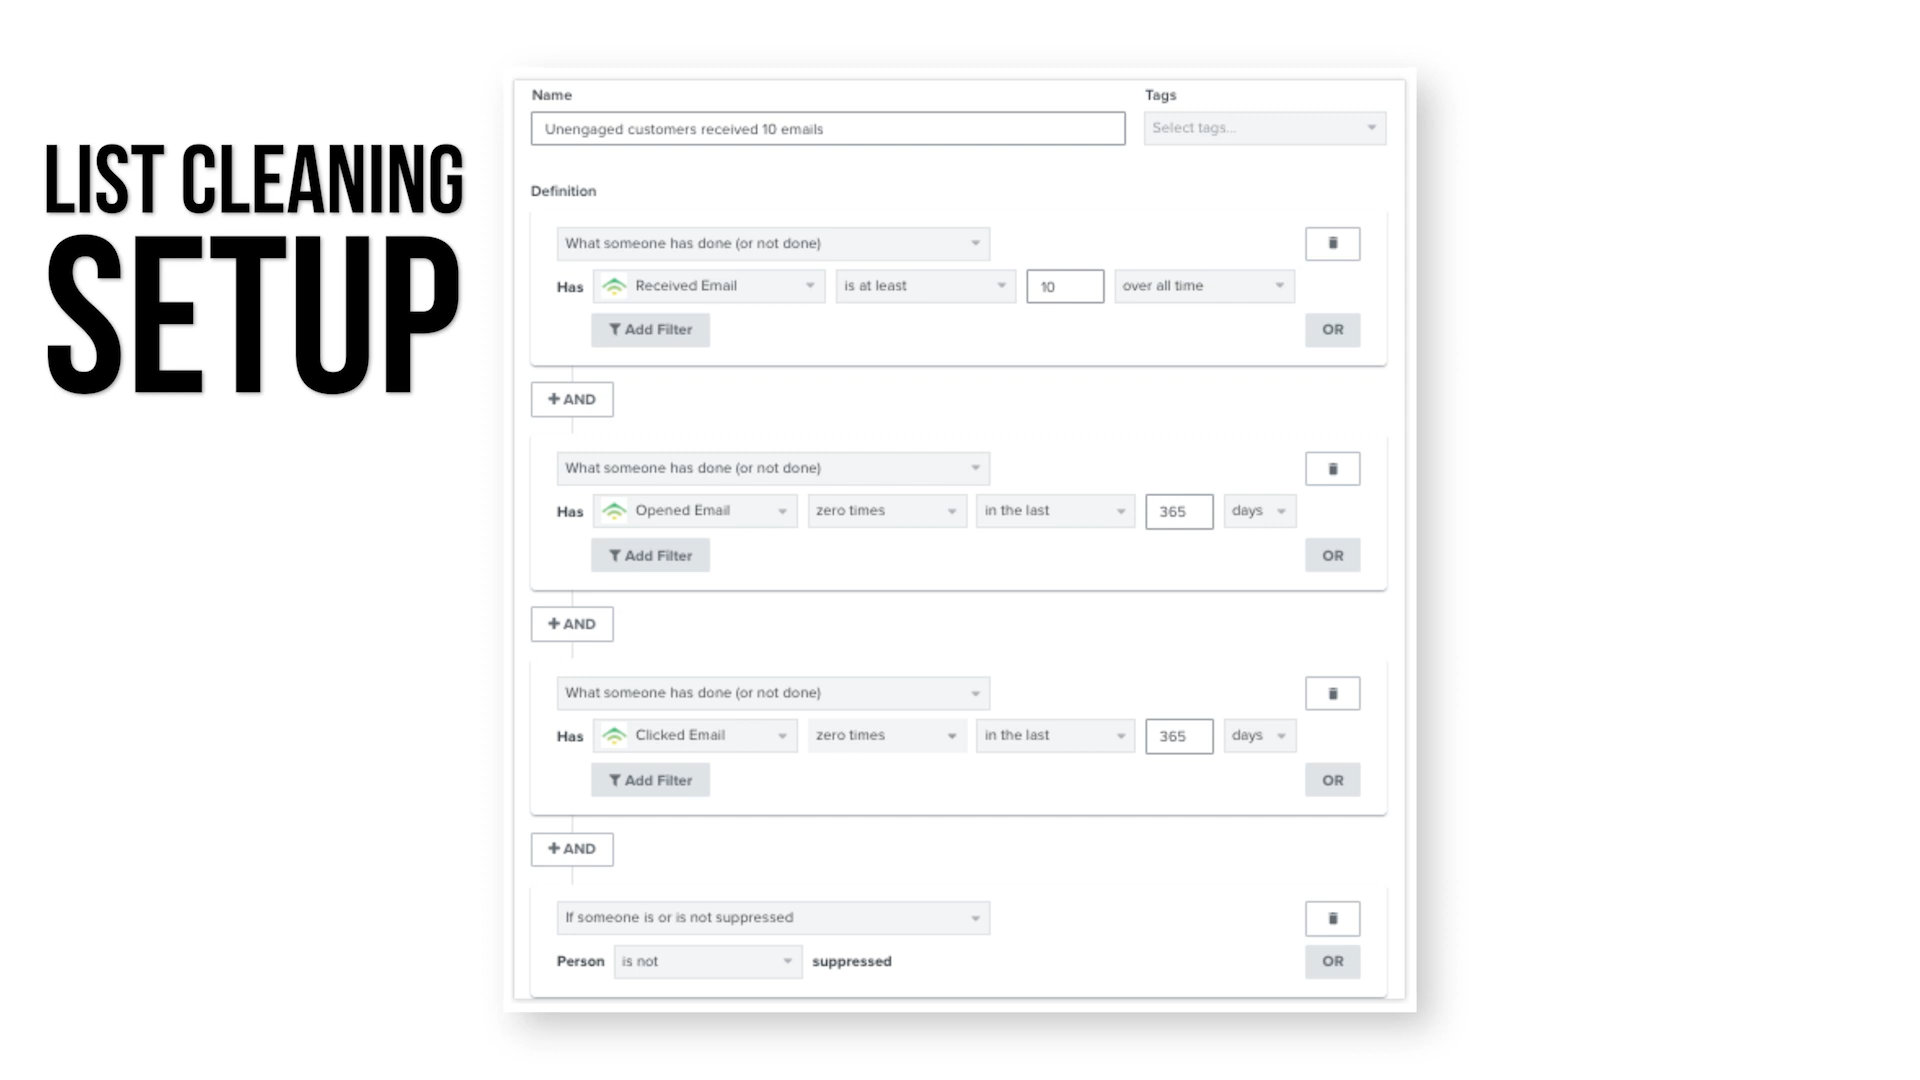 LIST CLEANING
SETUP
Name
Tags
Unengaged customers received 10 emails
Select tags...
Definition
What someone has done (or not done)
Has Received Email is at least 10 over all time
Add Filter
OR
+ AND
What someone has done (or not done)
Has Opened Email zero times in the last 365 days
Add Filter
OR
+ AND
What someone has done (or not done)
Has Clicked Email zero times in the last 365 days
Add Filter
OR
+ AND
If someone is or is not suppressed
Person is not suppressed
OR